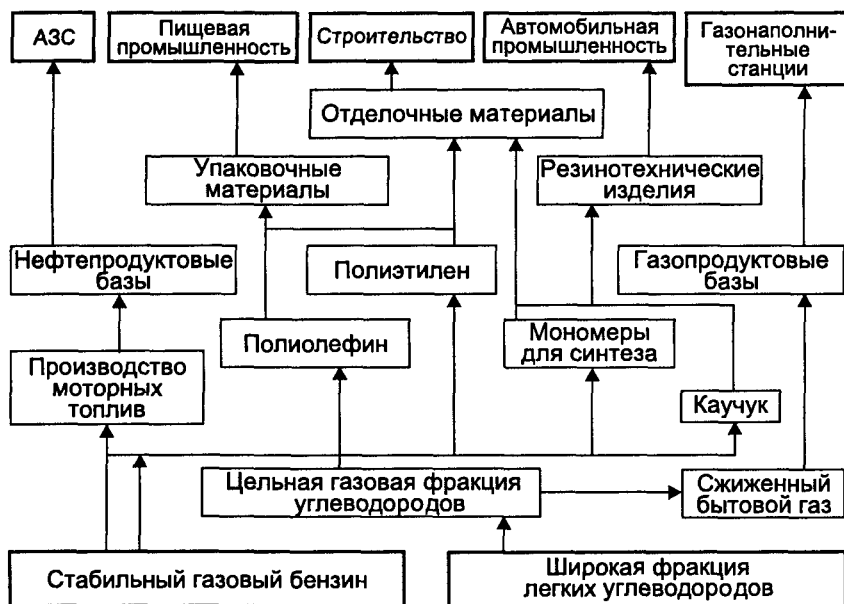 АЗС
Пищевая
промышленность
Строительство
Автомобильная
промышленность
Газонаполни-
тельные
станции
Отделочные материалы
Упаковочные
материалы
Резинотехнические
изделия
Нефтепродуктовые
базы
Полиэтилен
Газопродуктовые
базы
Полиолефин
Мономеры
для синтеза
Производство
моторных
топлив
Каучук
Цельная газовая фракция
углеводородов
Сжиженный
бытовой газ
Стабильный газовый бензин
Широкая фракция
легких углеводородов